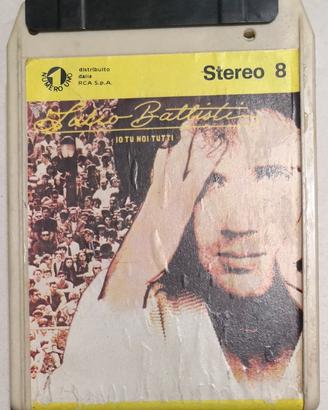 NUMERO UNO
distribuito
dalla
RCA S.p.A.
Stereo 8
Lucio Battisti
IO TU NOI TUTTI